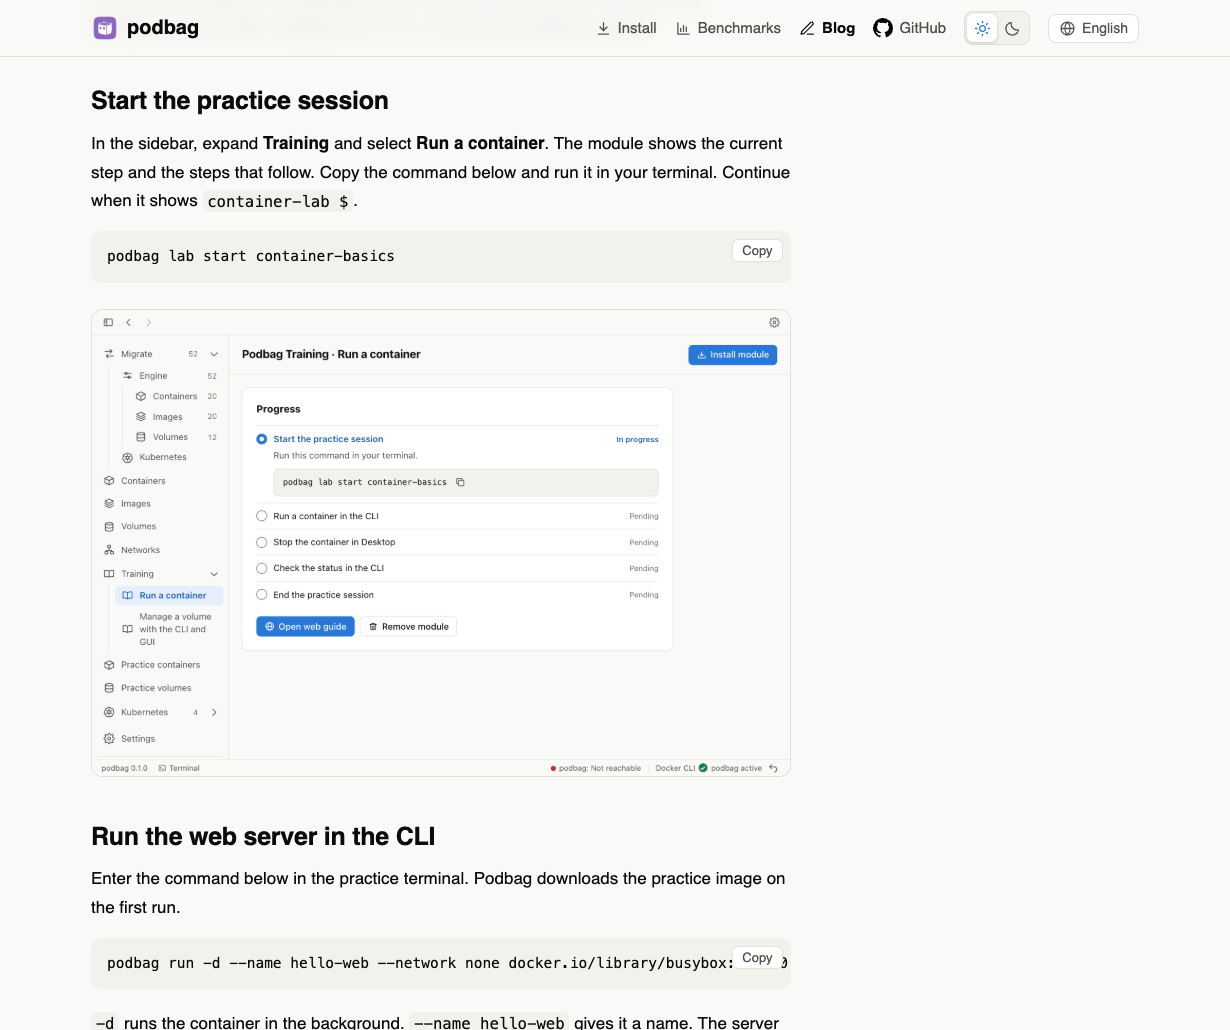 podbag
Install
Benchmarks
Blog
GitHub
English
Start the practice session
In the sidebar, expand Training and select Run a container. The module shows the current
step and the steps that follow. Copy the command below and run it in your terminal. Continue
when it shows container-lab $.
podbag lab start container-basics
Copy
Migrate 52
Engine 52
Containers 20
Images 20
Volumes 12
Kubernetes
Containers
Images
Volumes
Networks
Training
Run a container
Manage a volume
with the CLI and
GUI
Practice containers
Practice volumes
Kubernetes 4
Settings
Podbag Training · Run a container
Install module
Progress
Start the practice session In progress
Run this command in your terminal.
podbag lab start container-basics
Run a container in the CLI Pending
Stop the container in Desktop Pending
Check the status in the CLI Pending
End the practice session Pending
Open web guide
Remove module
podbag 0.1.0 Terminal
podbag: Not reachable
Docker CLI podbag active
Run the web server in the CLI
Enter the command below in the practice terminal. Podbag downloads the practice image on
the first run.
podbag run -d --name hello-web --network none docker.io/library/busybox:
Copy
-d runs the container in the background. --name hello-web gives it a name. The server